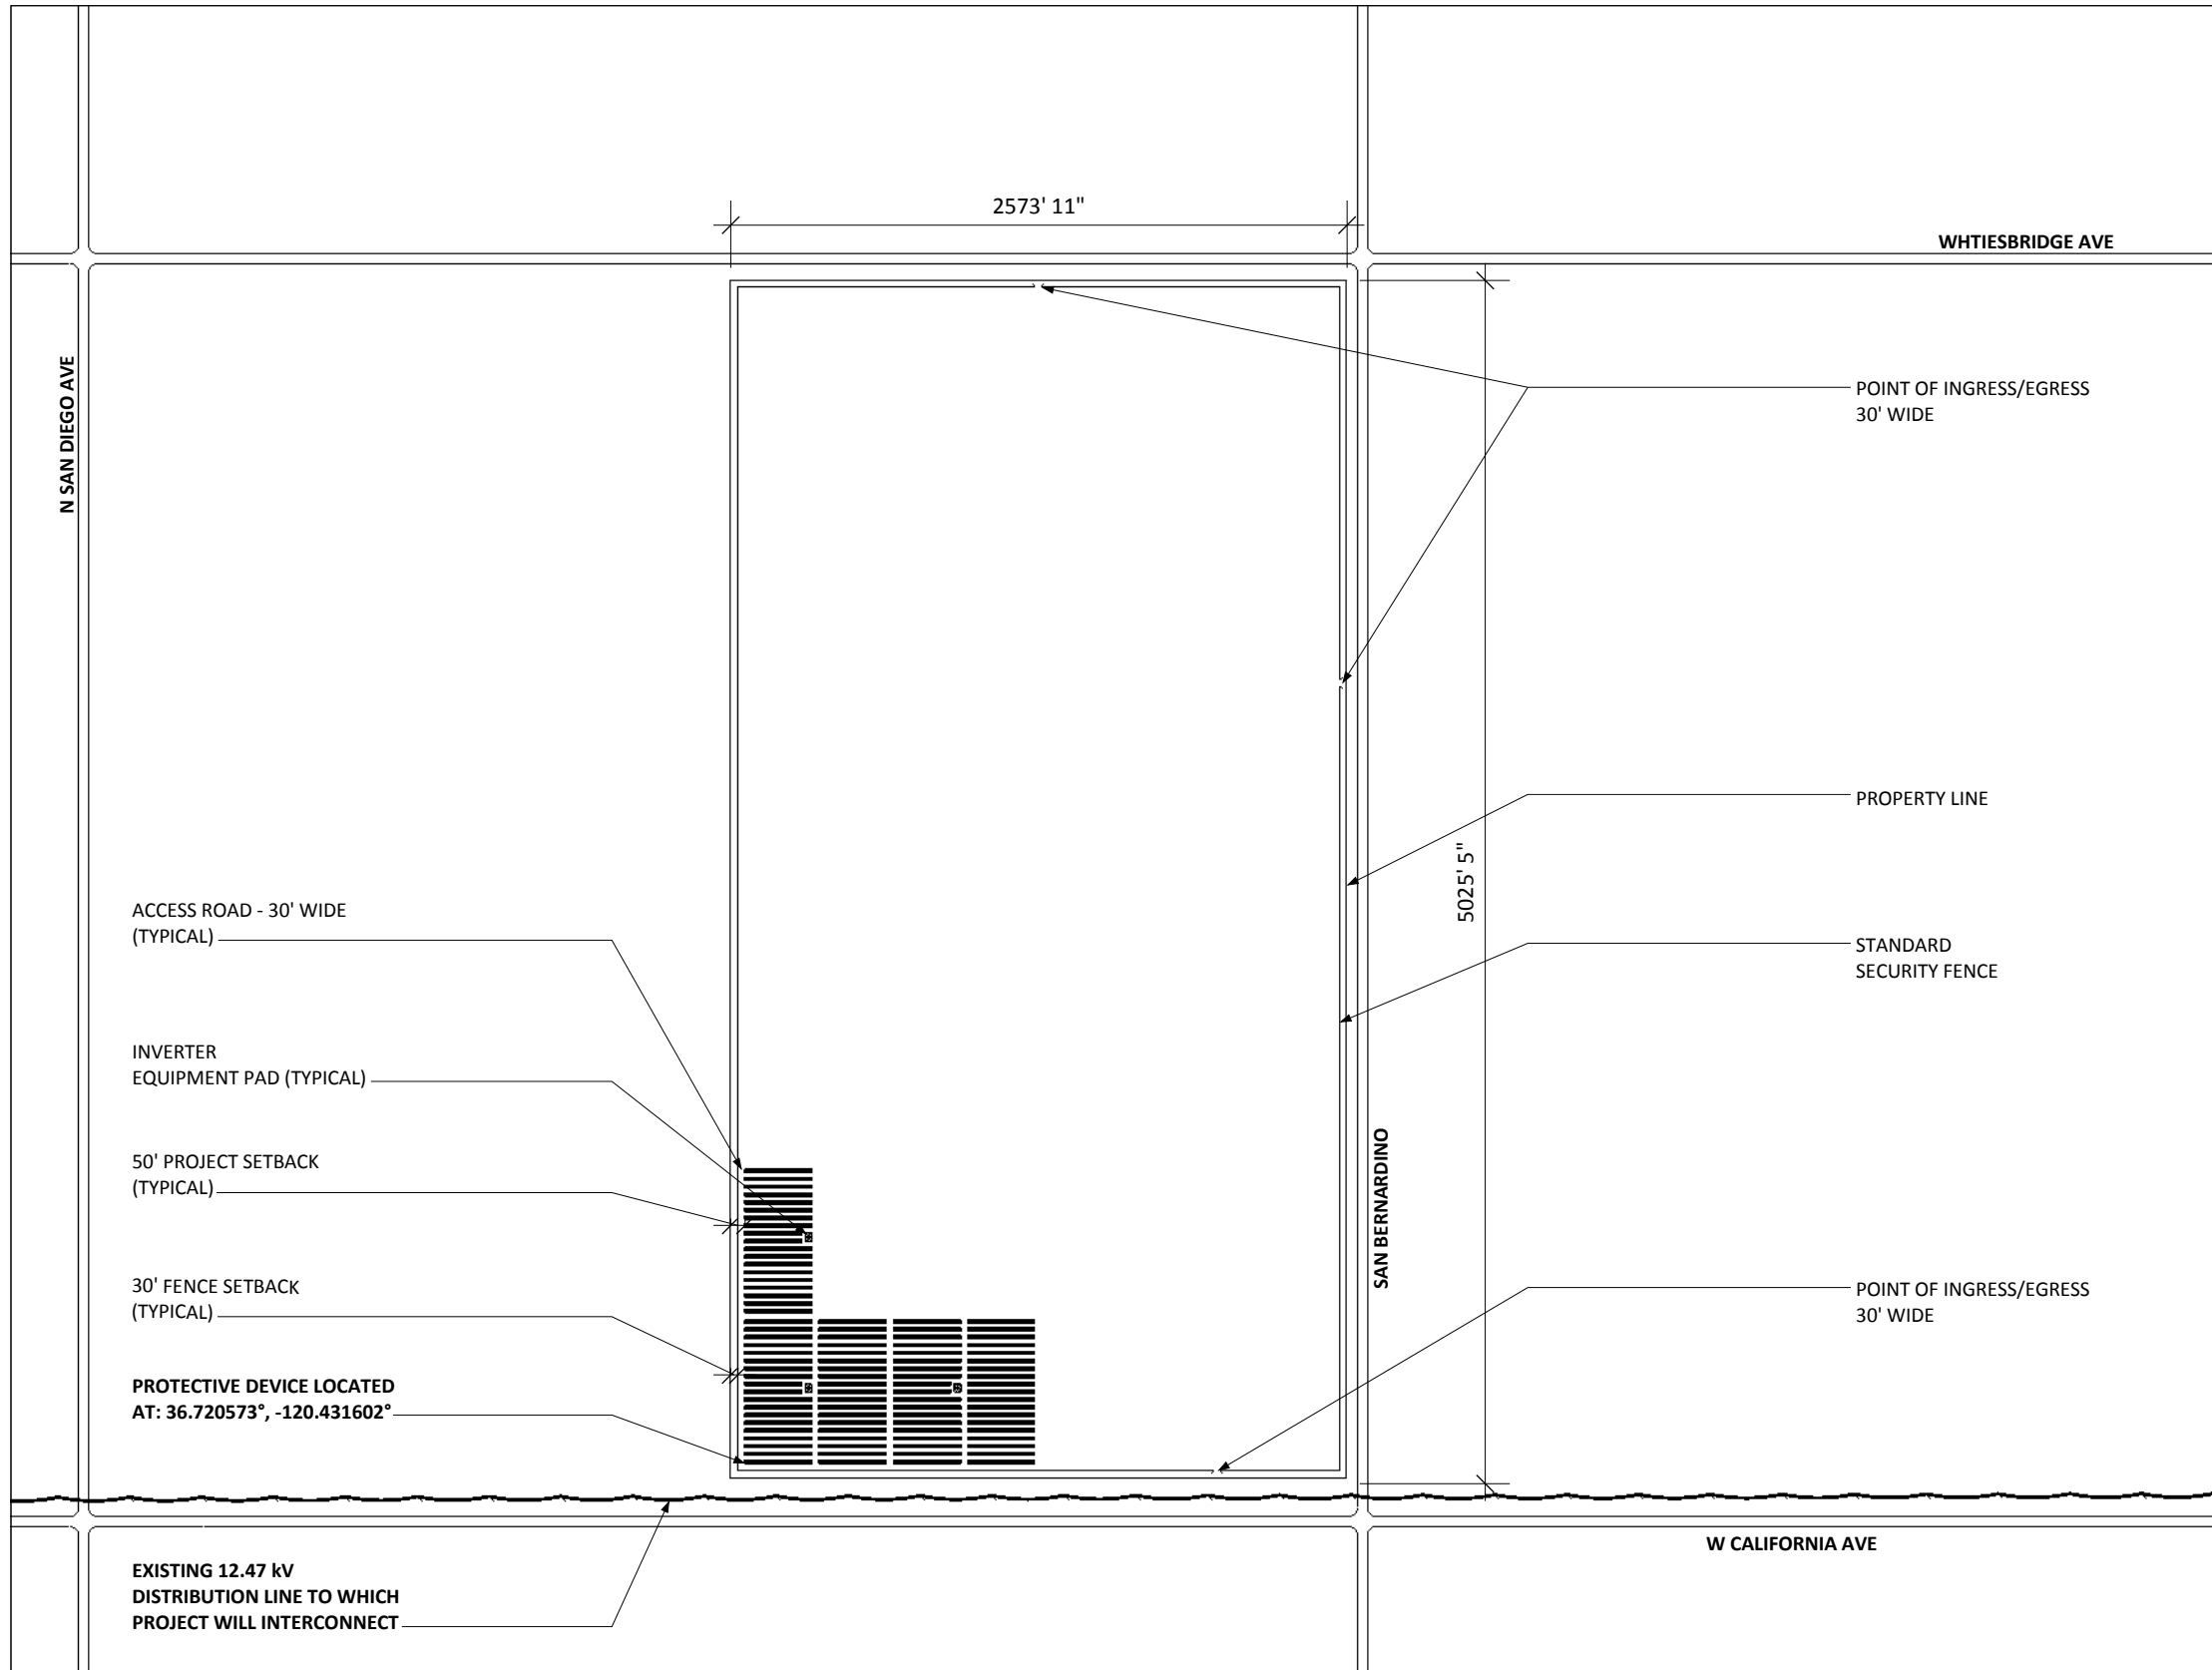 2573' 11"
WHTIESBRIDGE AVE
N SAN DIEGO AVE
POINT OF INGRESS/EGRESS
30' WIDE
PROPERTY LINE
5025' 5"
ACCESS ROAD - 30' WIDE
(TYPICAL)
STANDARD
SECURITY FENCE
INVERTER
EQUIPMENT PAD (TYPICAL)
50' PROJECT SETBACK
(TYPICAL)
SAN BERNARDINO
30' FENCE SETBACK
(TYPICAL)
POINT OF INGRESS/EGRESS
30' WIDE
PROTECTIVE DEVICE LOCATED
AT: 36.720573°, -120.431602°
W CALIFORNIA AVE
EXISTING 12.47 kV
DISTRIBUTION LINE TO WHICH
PROJECT WILL INTERCONNECT